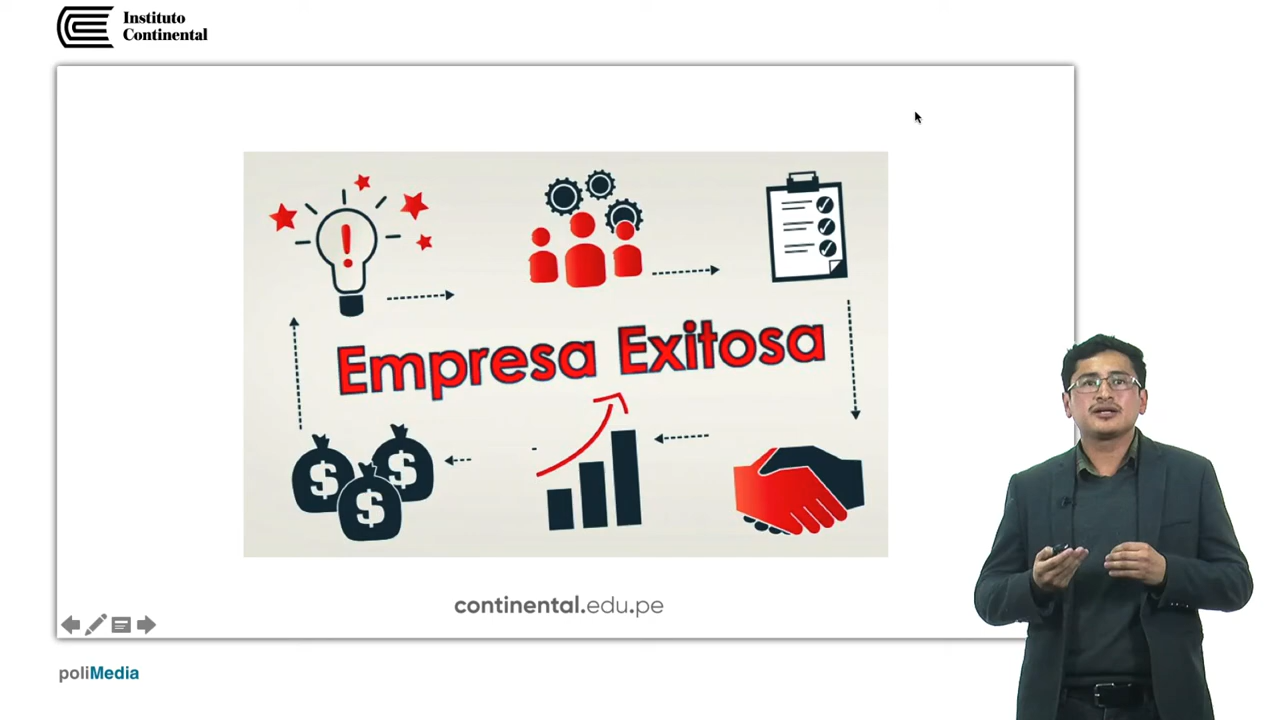 Instituto
Continental
!
Empresa Exitosa
$ $ $
continental.edu.pe
poliMedia